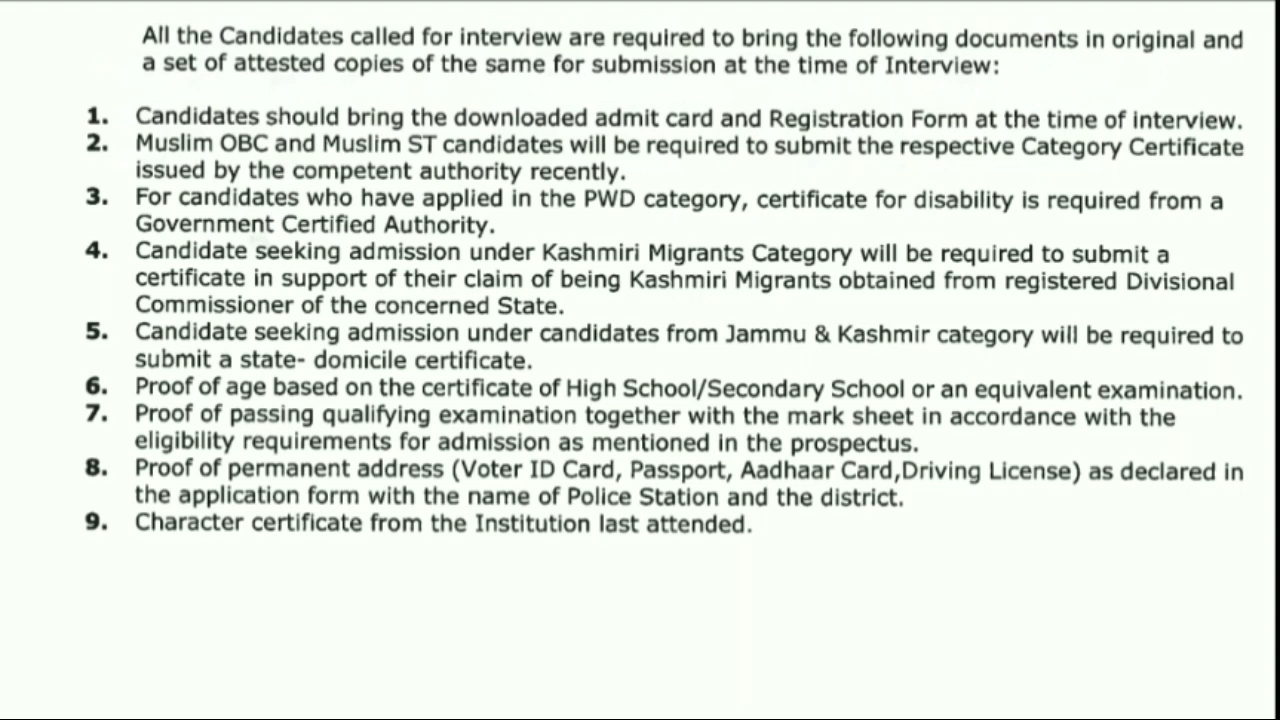 All the Candidates called for interview are required to bring the following documents in original and
a set of attested copies of the same for submission at the time of Interview:
1. Candidates should bring the downloaded admit card and Registration Form at the time of interview.
2. Muslim OBC and Muslim ST candidates will be required to submit the respective Category Certificate
issued by the competent authority recently.
3. For candidates who have applied in the PWD category, certificate for disability is required from a
Government Certified Authority.
4. Candidate seeking admission under Kashmiri Migrants Category will be required to submit a
certificate in support of their claim of being Kashmiri Migrants obtained from registered Divisional
Commissioner of the concerned State.
5. Candidate seeking admission under candidates from Jammu & Kashmir category will be required to
submit a state- domicile certificate.
6. Proof of age based on the certificate of High School/Secondary School or an equivalent examination.
7. Proof of passing qualifying examination together with the mark sheet in accordance with the
eligibility requirements for admission as mentioned in the prospectus.
8. Proof of permanent address (Voter ID Card, Passport, Aadhaar Card,Driving License) as declared in
the application form with the name of Police Station and the district.
9. Character certificate from the Institution last attended.